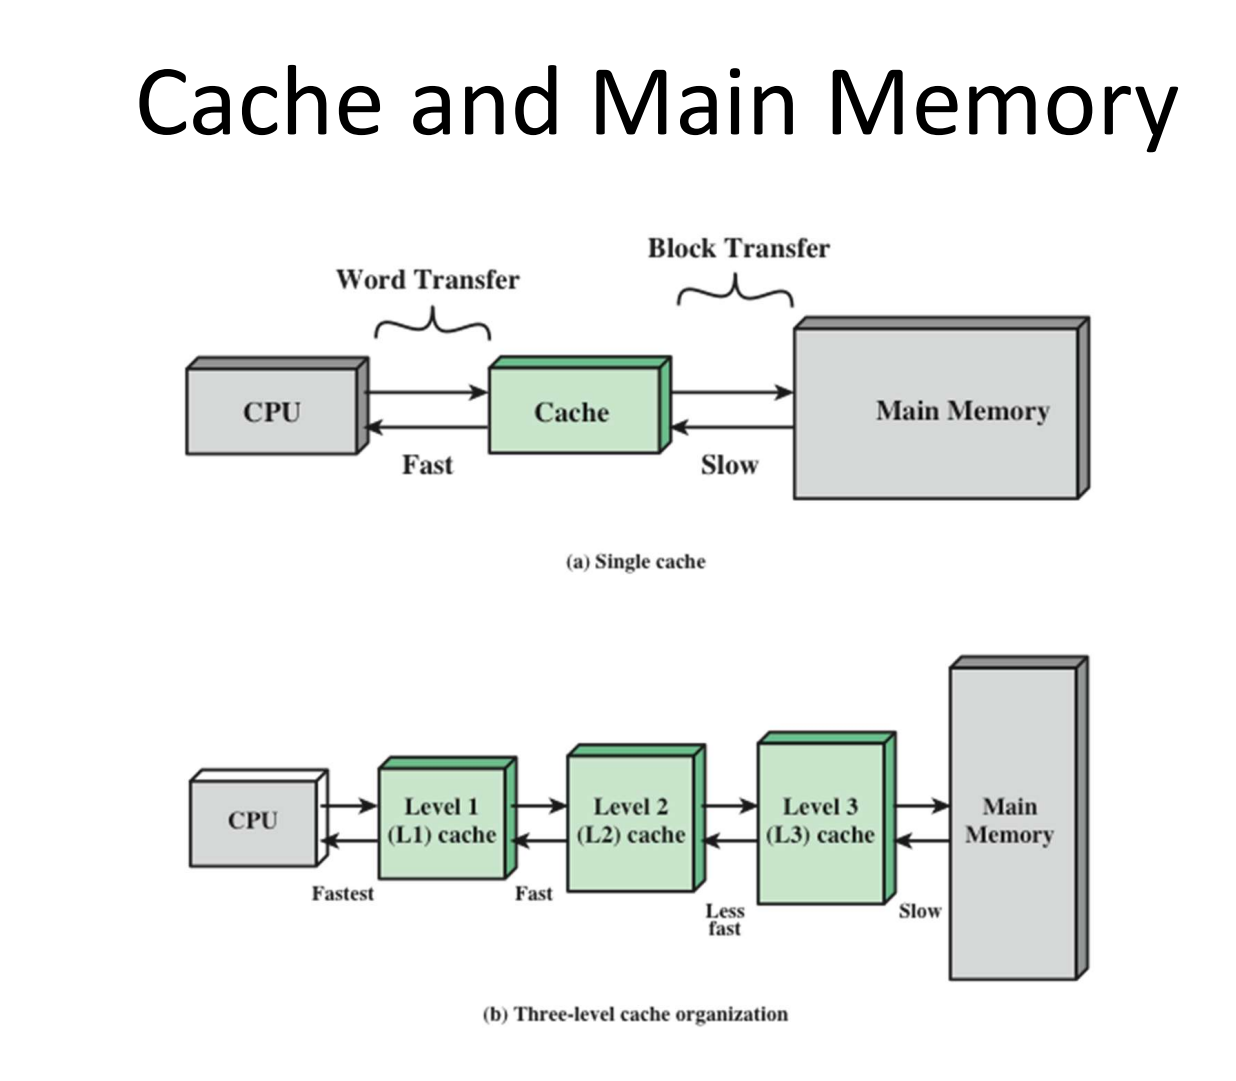 Cache and Main Memory
Block Transfer
Word Transfer
CPU
Cache
Main Memory
Fast
Slow
(a) Single cache
CPU
Level 1
(L1) cache
Level 2
(L2) cache
Level 3
(L3) cache
Main
Memory
Fastest
Fast
Less
fast
Slow
(b) Three-level cache organization